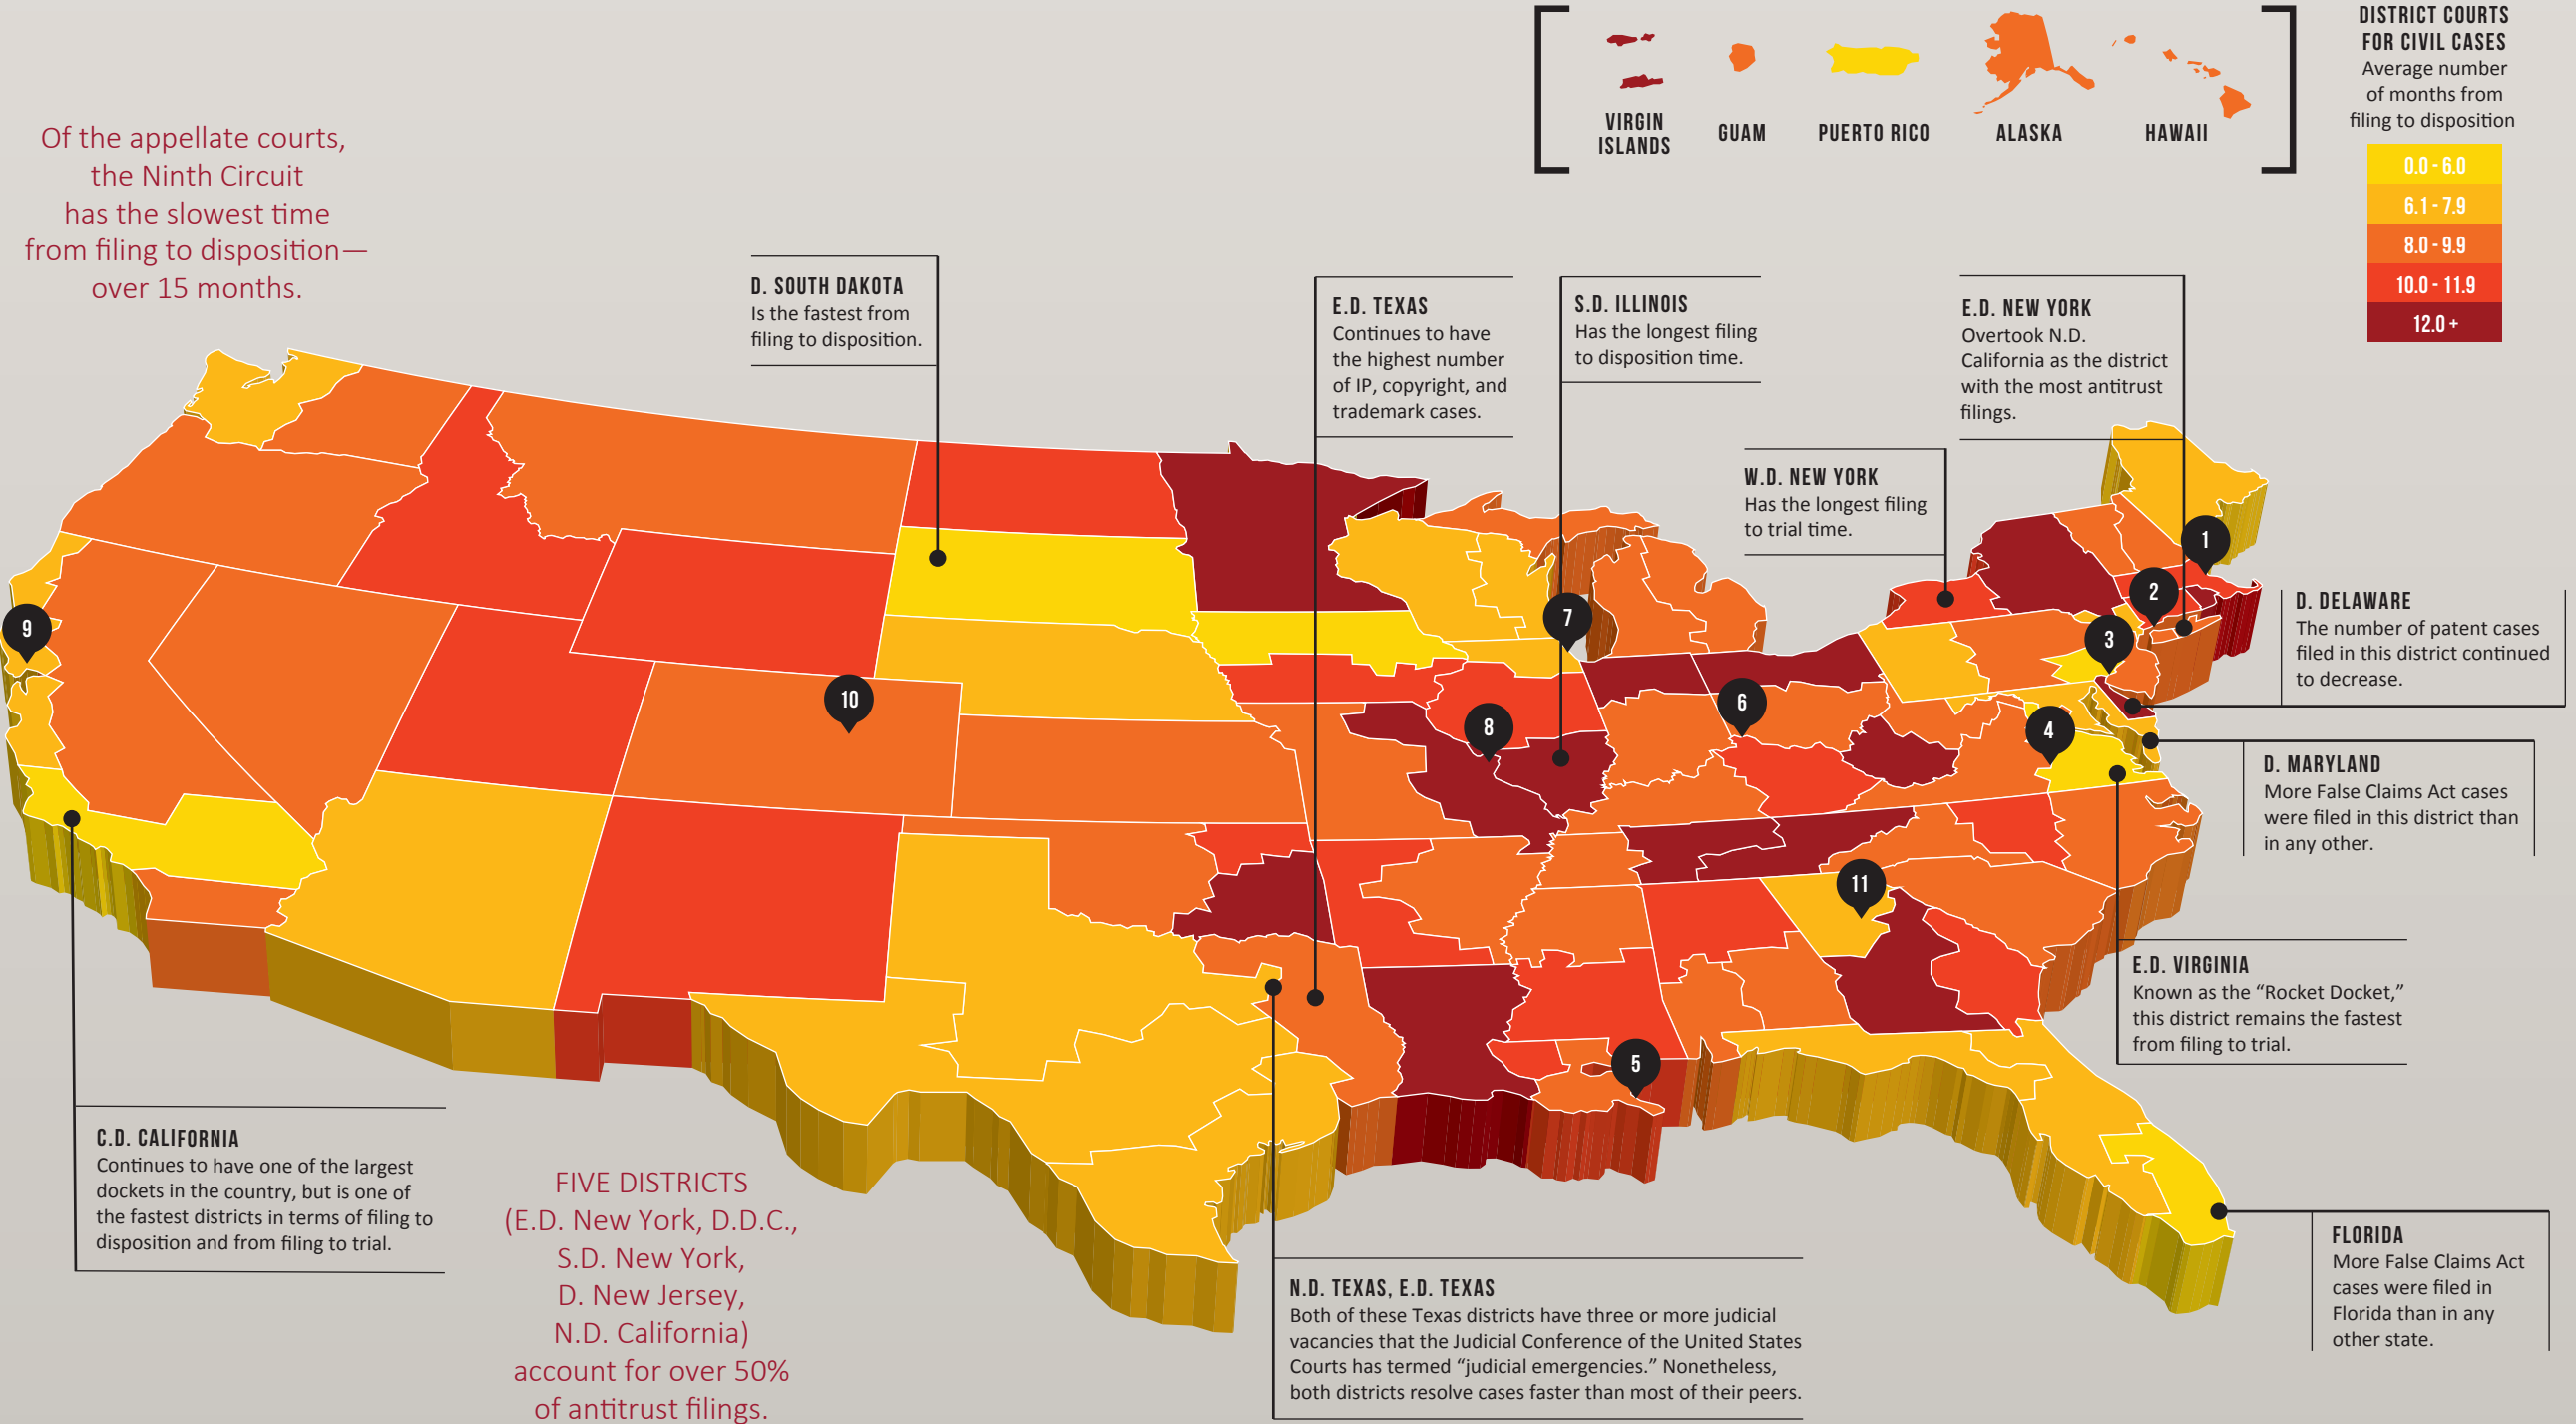 VIRGIN
ISLANDS
GUAM
PUERTO RICO
ALASKA
HAWAII
DISTRICT COURTS
FOR CIVIL CASES
Average number
of months from
filing to disposition
0.0 - 6.0
6.1 - 7.9
8.0 - 9.9
10.0 - 11.9
12.0 +
Of the appellate courts,
the Ninth Circuit
has the slowest time
from filing to disposition—
over 15 months.
D. SOUTH DAKOTA
Is the fastest from
filing to disposition.
E.D. TEXAS
Continues to have
the highest number
of IP, copyright, and
trademark cases.
S.D. ILLINOIS
Has the longest filing
to disposition time.
E.D. NEW YORK
Overtook N.D.
California as the district
with the most antitrust
filings.
W.D. NEW YORK
Has the longest filing
to trial time.
1
2
3
4
5
6
7
8
9
10
11
D. DELAWARE
The number of patent cases
filed in this district continued
to decrease.
D. MARYLAND
More False Claims Act cases
were filed in this district than
in any other.
E.D. VIRGINIA
Known as the “Rocket Docket,”
this district remains the fastest
from filing to trial.
C.D. CALIFORNIA
Continues to have one of the largest
dockets in the country, but is one of
the fastest districts in terms of filing to
disposition and from filing to trial.
FIVE DISTRICTS
(E.D. New York, D.D.C.,
S.D. New York,
D. New Jersey,
N.D. California)
account for over 50%
of antitrust filings.
N.D. TEXAS, E.D. TEXAS
Both of these Texas districts have three or more judicial
vacancies that the Judicial Conference of the United States
Courts has termed “judicial emergencies.” Nonetheless,
both districts resolve cases faster than most of their peers.
FLORIDA
More False Claims Act
cases were filed in
Florida than in any
other state.